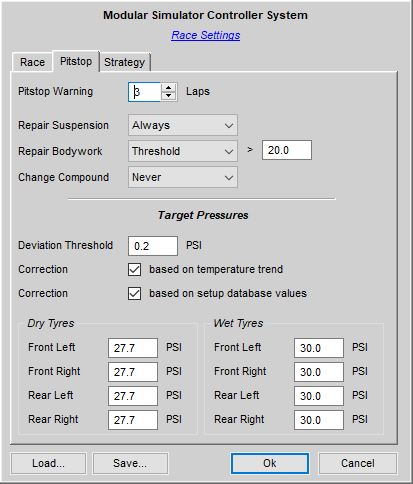 Modular Simulator Controller System
Race Settings
Race Pitstop Strategy
Pitstop Warning 3 Laps
Repair Suspension Always
Repair Bodywork Threshold > 20.0
Change Compound Never
Target Pressures
Deviation Threshold 0.2 PSI
Correction based on temperature trend
Correction based on setup database values
Dry Tyres Wet Tyres
Front Left 27.7 PSI Front Left 30.0 PSI
Front Right 27.7 PSI Front Right 30.0 PSI
Rear Left 27.7 PSI Rear Left 30.0 PSI
Rear Right 27.7 PSI Rear Right 30.0 PSI
Load... Save... Ok Cancel